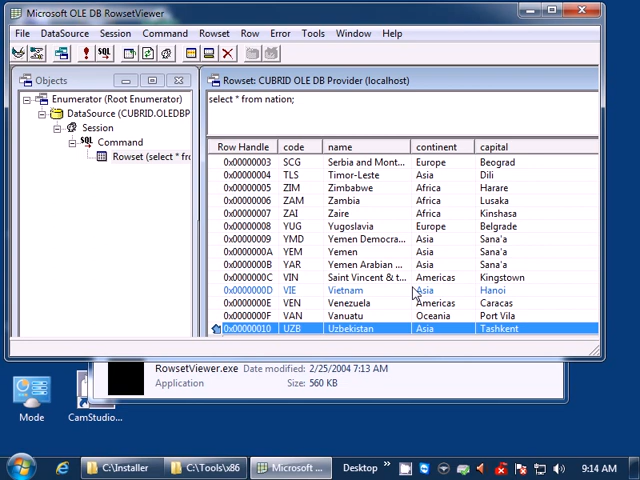 Microsoft OLE DB RowsetViewer
File DataSource Session Command Rowset Row Error Tools Window Help
SQL
Objects
Rowset: CUBRID OLE DB Provider (localhost)
Enumerator (Root Enumerator)
DataSource (CUBRID.OLEDBP
Session
SQL Command
Rowset (select * fro
select * from nation;
Row Handle code name continent capital
0x00000003 SCG Serbia and Mont... Europe Beograd
0x00000004 TLS Timor-Leste Asia Dili
0x00000005 ZIM Zimbabwe Africa Harare
0x00000006 ZAM Zambia Africa Lusaka
0x00000007 ZAI Zaire Africa Kinshasa
0x00000008 YUG Yugoslavia Europe Belgrade
0x00000009 YMD Yemen Democra... Asia Sana'a
0x0000000A YEM Yemen Asia Sana'a
0x0000000B YAR Yemen Arabian ... Asia Sana'a
0x0000000C VIN Saint Vincent & t... Americas Kingstown
0x0000000D VIE Vietnam Asia Hanoi
0x0000000E VEN Venezuela Americas Caracas
0x0000000F VAN Vanuatu Oceania Port Vila
0x00000010 UZB Uzbekistan Asia Tashkent
RowsetViewer.exe Date modified: 2/25/2004 7:13 AM
Application Size: 560 KB
Mode
CamStudio...
C:\Installer C:\Tools\x86 Microsoft ... Desktop » 9:14 AM